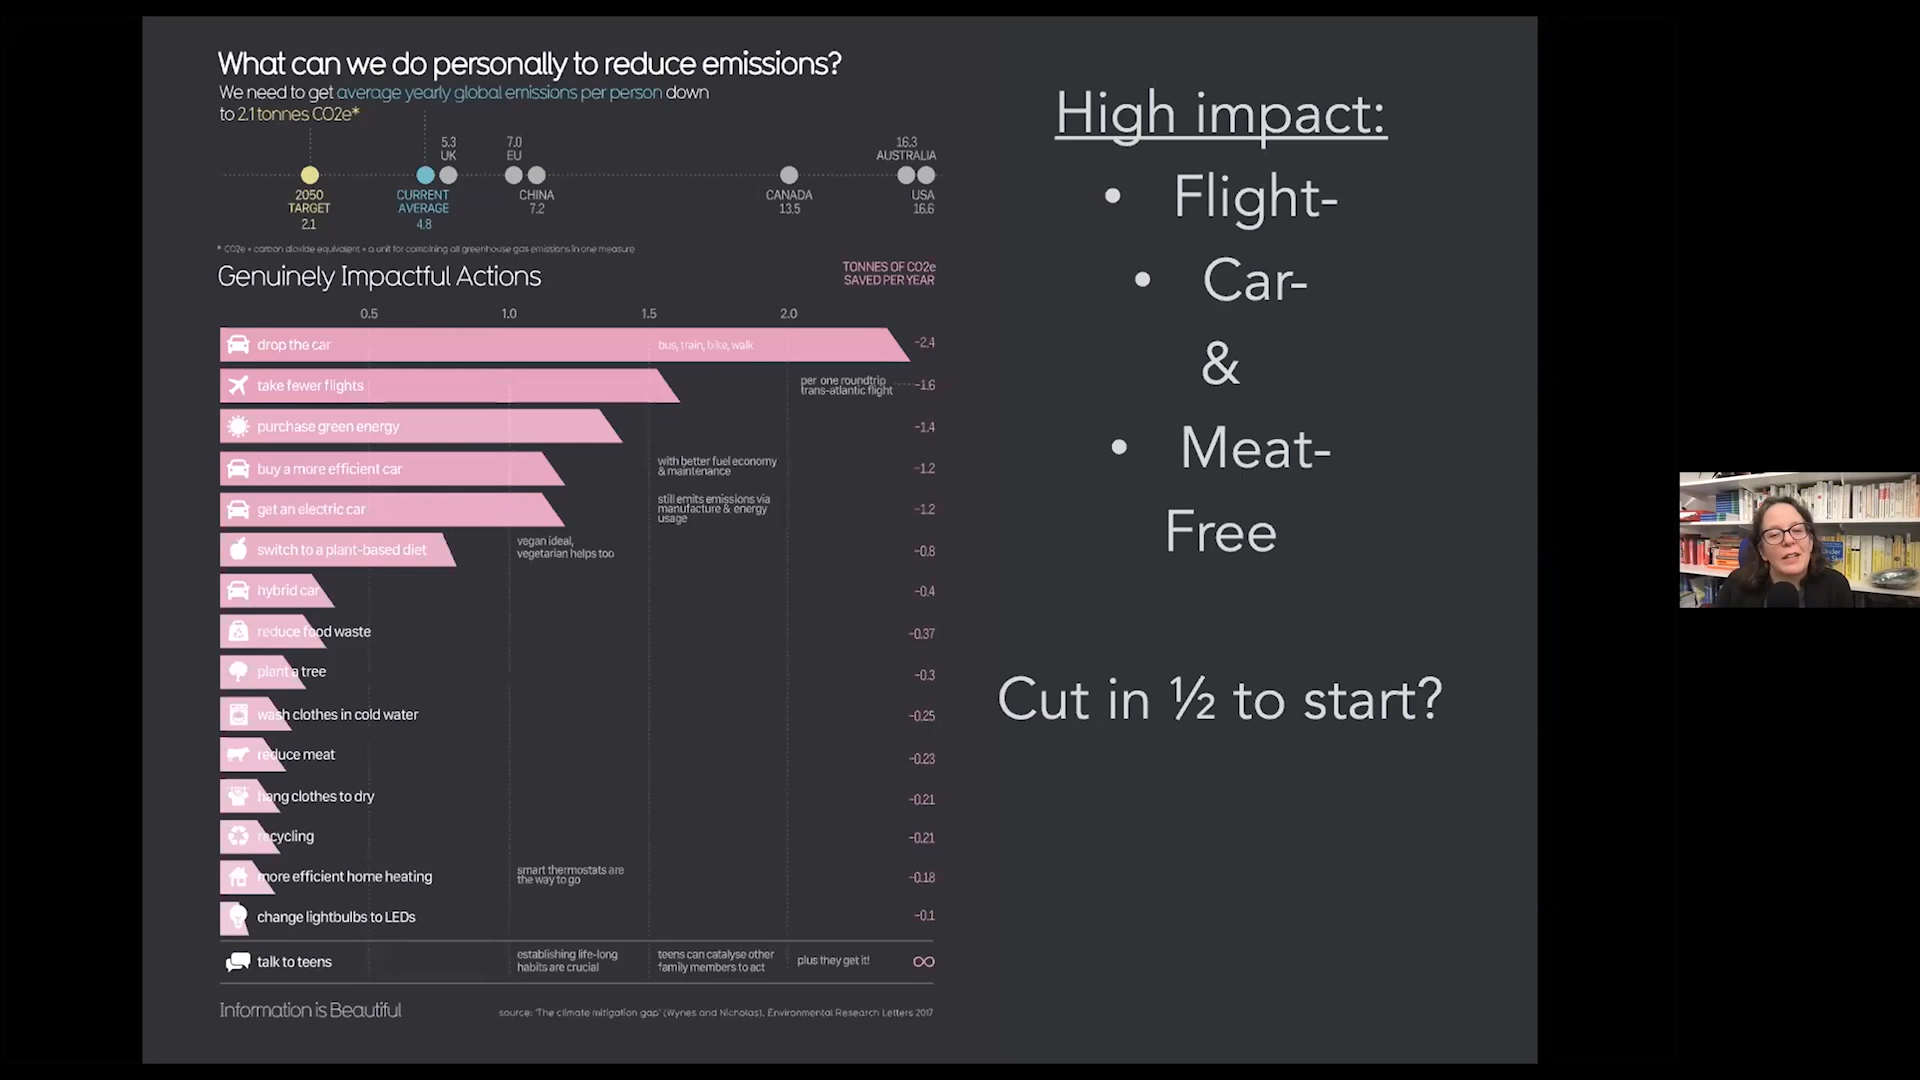 What can we do personally to reduce emissions?
We need to get average yearly global emissions per person down
to 2.1 tonnes CO2e*
5.3
UK
7.0
EU
16.3
AUSTRALIA
2050
TARGET
2.1
CURRENT
AVERAGE
4.8
CHINA
7.2
CANADA
13.5
USA
16.6
* CO2e = carbon dioxide equivalent = a unit for combining all greenhouse gas emissions in one measure
Genuinely Impactful Actions
TONNES OF CO2e
SAVED PER YEAR
0.5 1.0 1.5 2.0
drop the car bus, train, bike, walk -2.4
take fewer flights per one roundtrip -1.6
trans-atlantic flight
purchase green energy -1.4
buy a more efficient car with better fuel economy -1.2
& maintenance
get an electric car still emits emissions via -1.2
manufacture & energy
usage
switch to a plant-based diet vegan ideal, -0.8
vegetarian helps too
hybrid car -0.4
reduce food waste -0.37
plant a tree -0.3
wash clothes in cold water -0.25
reduce meat -0.23
hang clothes to dry -0.21
recycling -0.21
more efficient home heating smart thermostats are -0.18
the way to go
change lightbulbs to LEDs -0.1
talk to teens establishing life-long teens can catalyse other plus they get it! ∞
habits are crucial family members to act
Information is Beautiful
source: 'The climate mitigation gap' (Wynes and Nicholas), Environmental Research Letters 2017
High impact:
• Flight-
• Car-
&
• Meat-
Free
Cut in ½ to start?
Under